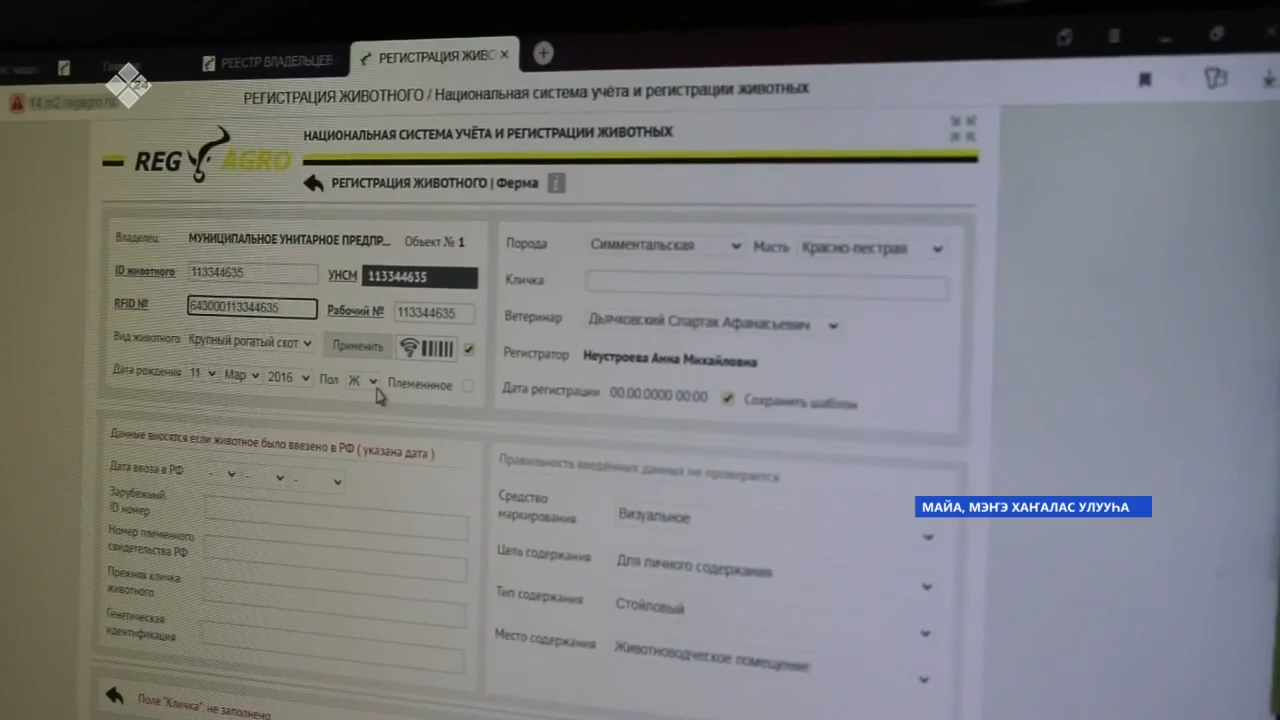 РЕЕСТР ВЛАДЕЛЬЦЕВ
РЕГИСТРАЦИЯ ЖИВО
24
14.m2.regagro.ru
РЕГИСТРАЦИЯ ЖИВОТНОГО / Национальная система учёта и регистрации животных
REG AGRO
НАЦИОНАЛЬНАЯ СИСТЕМА УЧЁТА И РЕГИСТРАЦИИ ЖИВОТНЫХ
РЕГИСТРАЦИЯ ЖИВОТНОГО | Ферма i
Владелец МУНИЦИПАЛЬНОЕ УНИТАРНОЕ ПРЕДПР... Объект № 1
ID животного 113344635 УНСМ 113344635
RFID № 643000113344635 Рабочий № 113344635
Вид животного Крупный рогатый скот Применить
Дата рождения 11 Мар 2016 Пол Ж Племенное
Порода Симментальская Масть Красно-пестрая
Кличка
Ветеринар Дьячковский Спартак Афанасьевич
Регистратор Неустроева Анна Михайловна
Дата регистрации 00.00.0000 00:00 Сохранить шаблон
Данные вносятся если животное было ввезено в РФ ( указана дата )
Дата ввоза в РФ - - -
Зарубежный
ID номер
Номер племенного
свидетельства РФ
Прежняя кличка
животного
Генетическая
идентификация
Правильность введённых данных не проверяется
Средство
маркирования Визуальное
Цель содержания Для личного содержания
Тип содержания Стойловый
Место содержания Животноводческое помещение
Поле "Кличка": не заполнено
МАЙА, МЭҤЭ ХАҤАЛАС УЛУУҺА